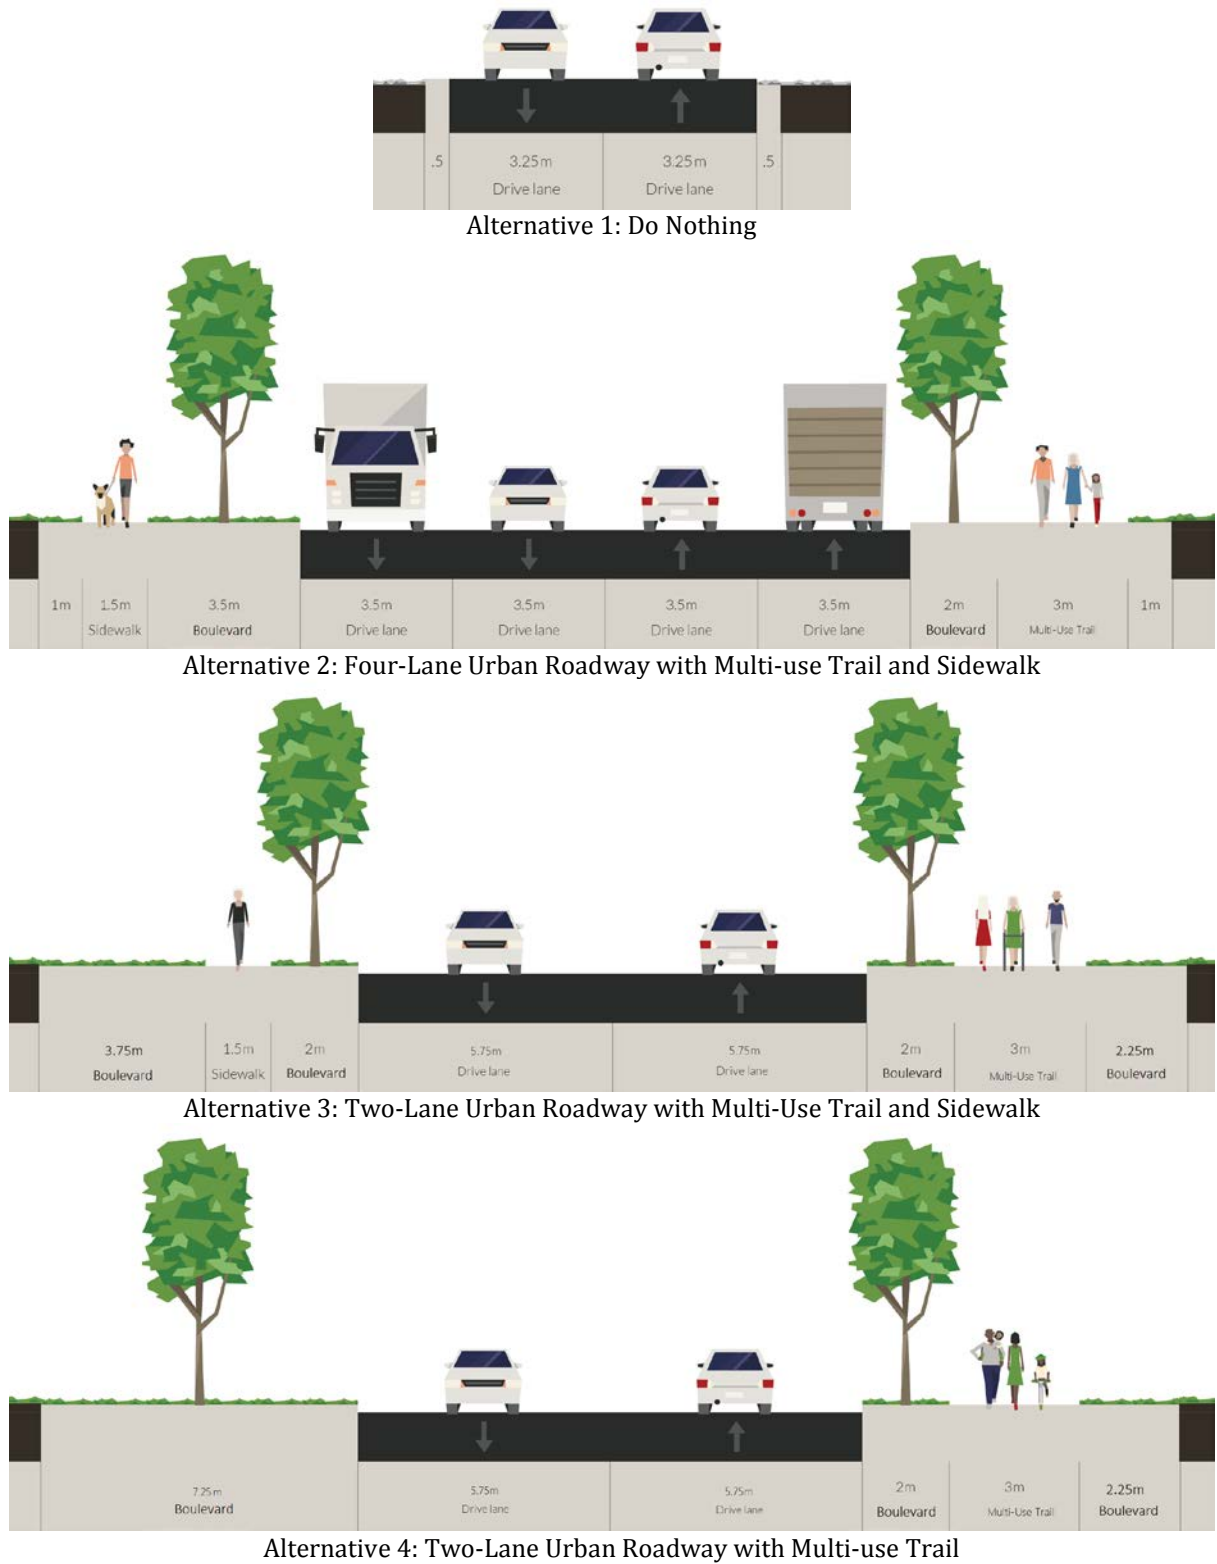 .5 3.25m 3.25m .5
Drive lane Drive lane
Alternative 1: Do Nothing
1m 1.5m 3.5m 3.5m 3.5m 3.5m 3.5m 2m 3m 1m
Sidewalk Boulevard Drive lane Drive lane Drive lane Drive lane Boulevard Multi-Use Trail
Alternative 2: Four-Lane Urban Roadway with Multi-use Trail and Sidewalk
3.75m 1.5m 2m 5.75m 5.75m 2m 3m 2.25m
Boulevard Sidewalk Boulevard Drive lane Drive lane Boulevard Multi-Use Trail Boulevard
Alternative 3: Two-Lane Urban Roadway with Multi-Use Trail and Sidewalk
7.25m 5.75m 5.75m 2m 3m 2.25m
Boulevard Drive lane Drive lane Boulevard Multi-Use Trail Boulevard
Alternative 4: Two-Lane Urban Roadway with Multi-use Trail